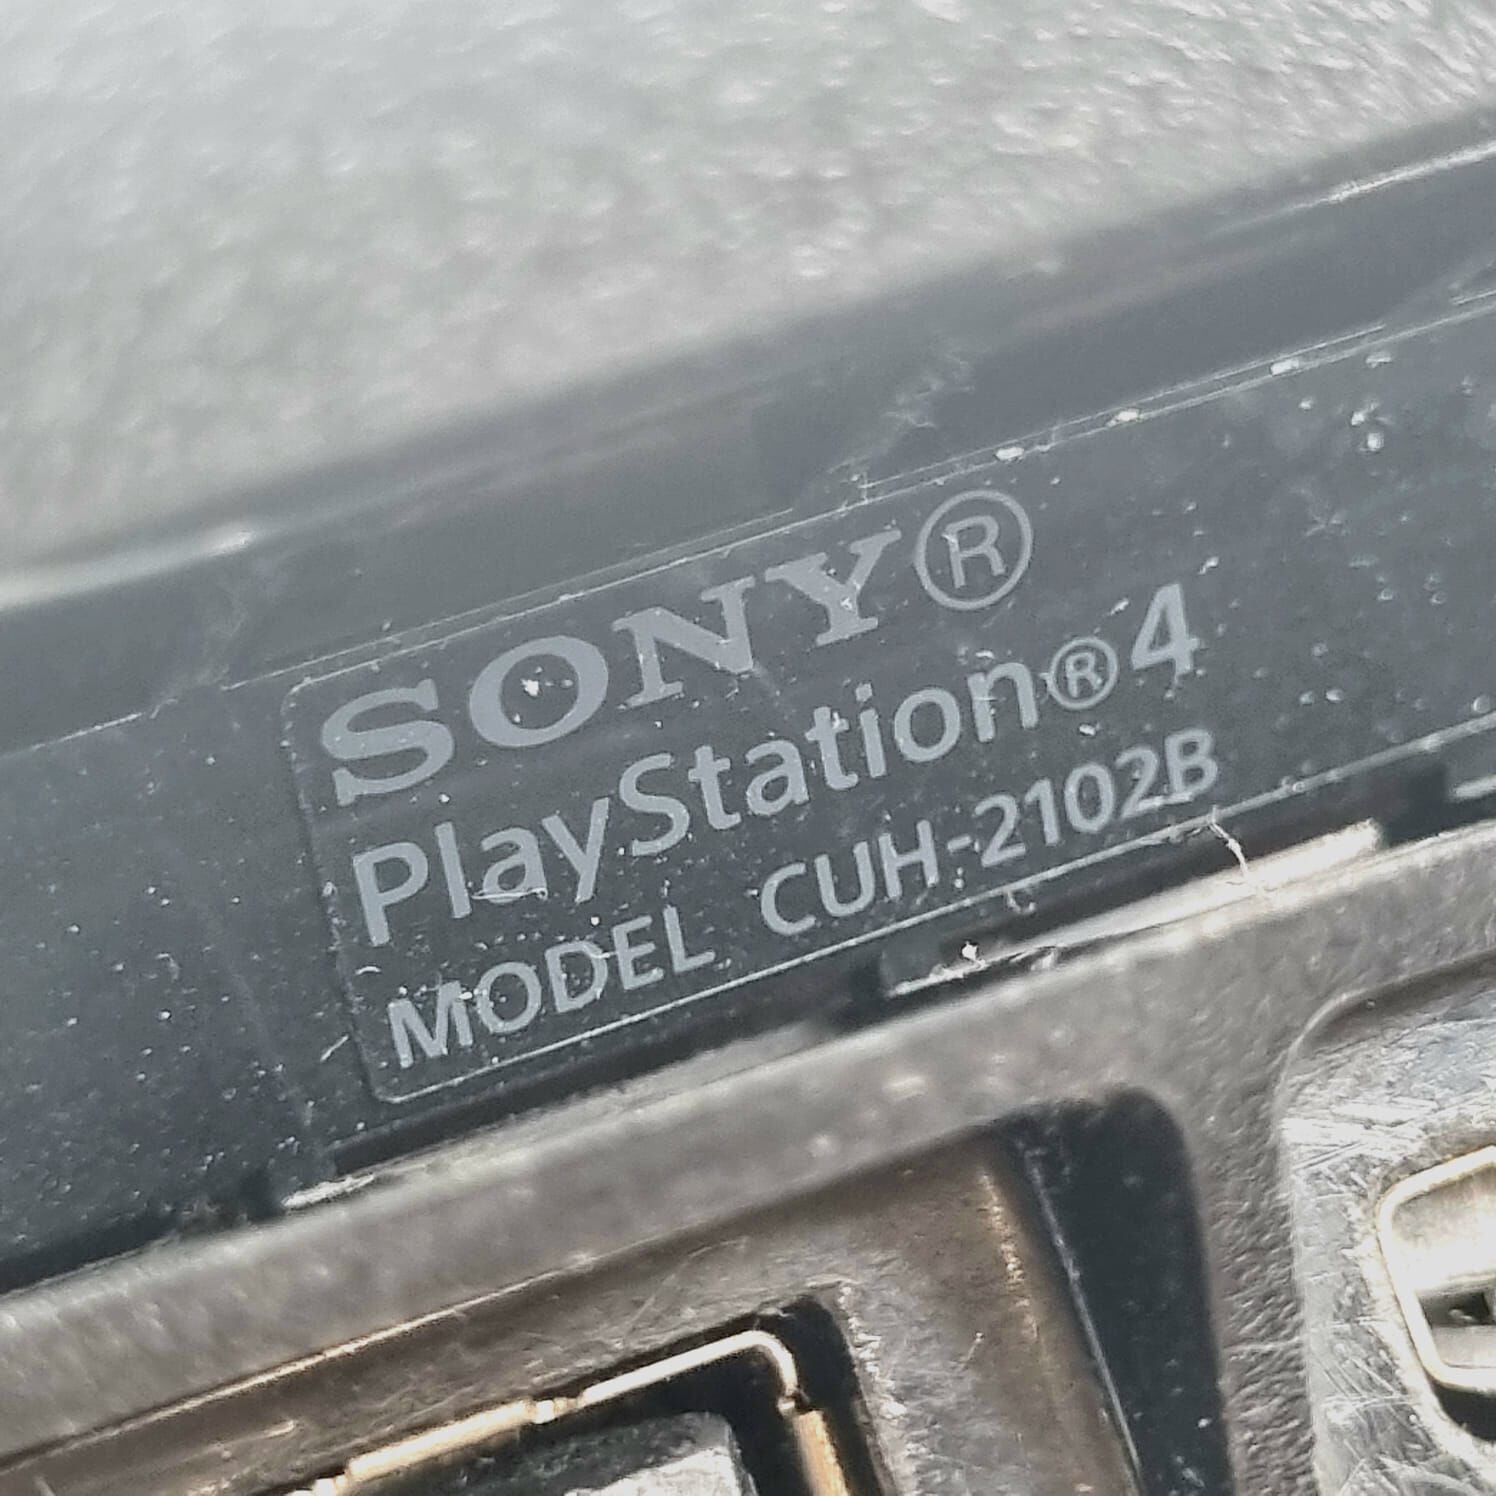 SONY®
PlayStation®4
MODEL CUH-2102B